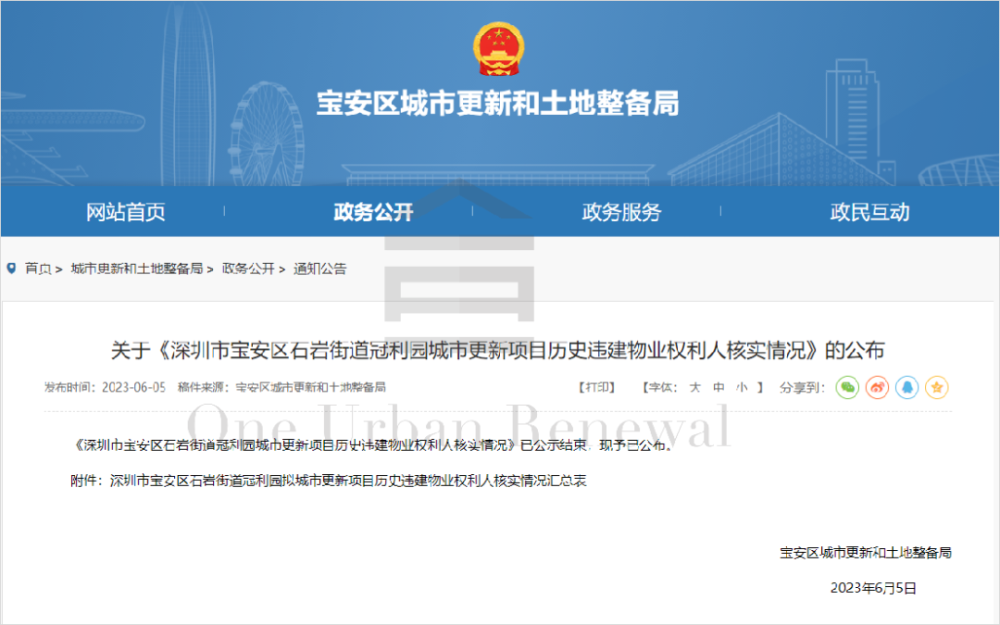 宝安区城市更新和土地整备局
网站首页 政务公开 政务服务 政民互动
首页 > 城市更新和土地整备局 > 政务公开 > 通知公告
关于《深圳市宝安区石岩街道冠利园城市更新项目历史违建物业权利人核实情况》的公布
发布时间：2023-06-05 稿件来源：宝安区城市更新和土地整备局 【打印】 【字体： 大 中 小 】 分享到：
One Urban Renewal
《深圳市宝安区石岩街道冠利园城市更新项目历史违建物业权利人核实情况》已公示结束，现予已公布。
附件：深圳市宝安区石岩街道冠利园拟城市更新项目历史违建物业权利人核实情况汇总表
宝安区城市更新和土地整备局
2023年6月5日